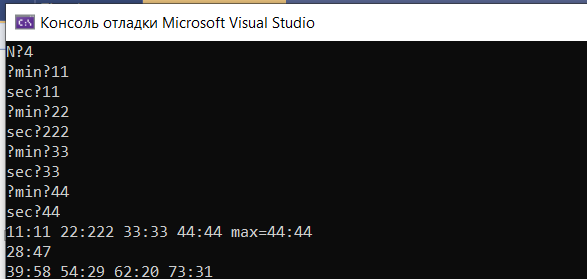 Консоль отладки Microsoft Visual Studio
N?4
?min?11
sec?11
?min?22
sec?222
?min?33
sec?33
?min?44
sec?44
11:11 22:222 33:33 44:44 max=44:44
28:47
39:58 54:29 62:20 73:31